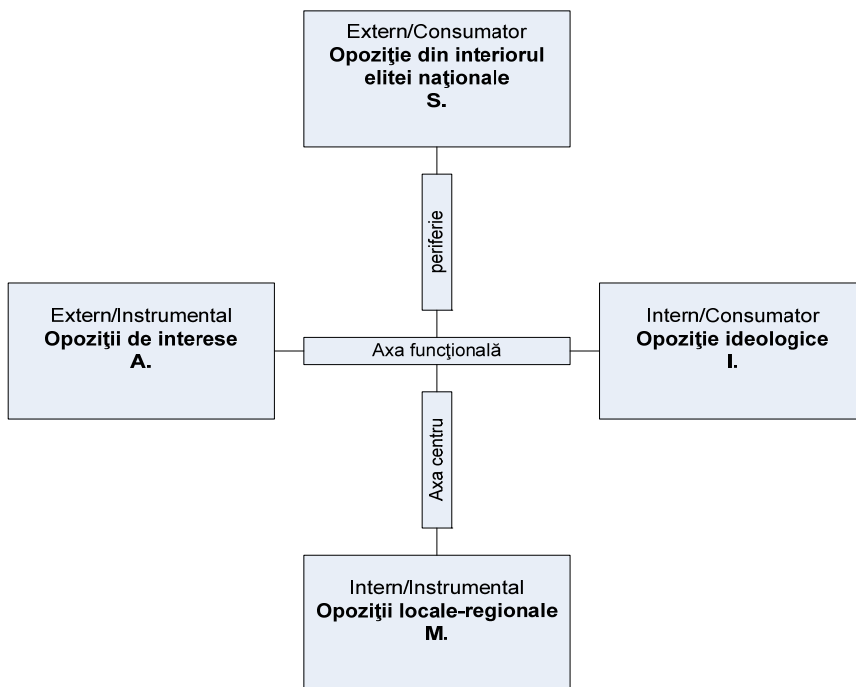 Extern/Consumator
Opoziţie din interiorul
elitei naţionale
S.
periferie
Extern/Instrumental
Opoziţii de interese
A.
Axa funcţională
Intern/Consumator
Opoziţie ideologice
I.
Axa centru
Intern/Instrumental
Opoziţii locale-regionale
M.